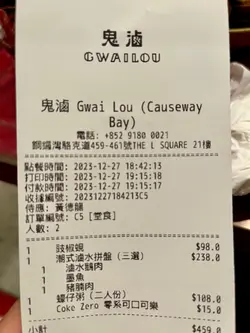 鬼滷
GWAILOU
鬼滷 Gwai Lou (Causeway
Bay)
電話: +852 9180 0021
銅鑼灣駱克道459-461號THE L SQUARE 21樓
點餐時間: 2023-12-27 18:42:13
打印時間: 2023-12-27 19:15:18
付款時間: 2023-12-27 19:15:17
收據編號: 20231227184213C5
侍應: 黃德龍
訂單編號: C5 [堂食]
人數: 2
1 豉椒蜆 $98.0
1 潮式滷水拼盤（三選） $238.0
1 滷水鵝肉
1 墨魚
1 豬腩肉
1 蠔仔粥（二人份） $108.0
1 Coke Zero 零系可口可樂 $15.0
小計 $459.0